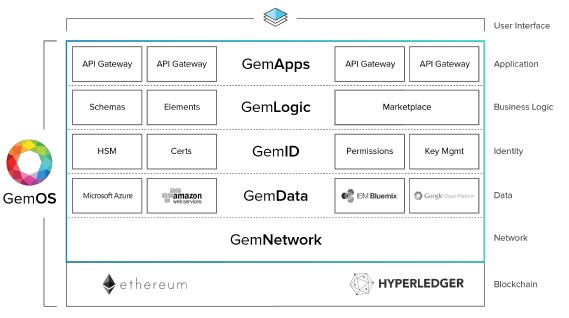 User Interface
API Gateway API Gateway GemApps API Gateway API Gateway Application
Schemas Elements GemLogic Marketplace Business Logic
HSM Certs GemID Permissions Key Mgmt Identity
GemOS
Microsoft Azure amazon web services GemData IBM Bluemix Google Cloud Platform Data
GemNetwork Network
ethereum HYPERLEDGER Blockchain